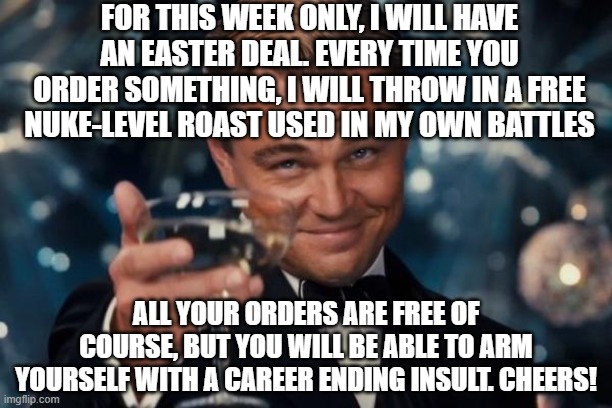 FOR THIS WEEK ONLY, I WILL HAVE
AN EASTER DEAL. EVERY TIME YOU
ORDER SOMETHING, I WILL THROW IN A FREE
NUKE-LEVEL ROAST USED IN MY OWN BATTLES
ALL YOUR ORDERS ARE FREE OF
COURSE, BUT YOU WILL BE ABLE TO ARM
YOURSELF WITH A CAREER ENDING INSULT. CHEERS!
imgflip.com